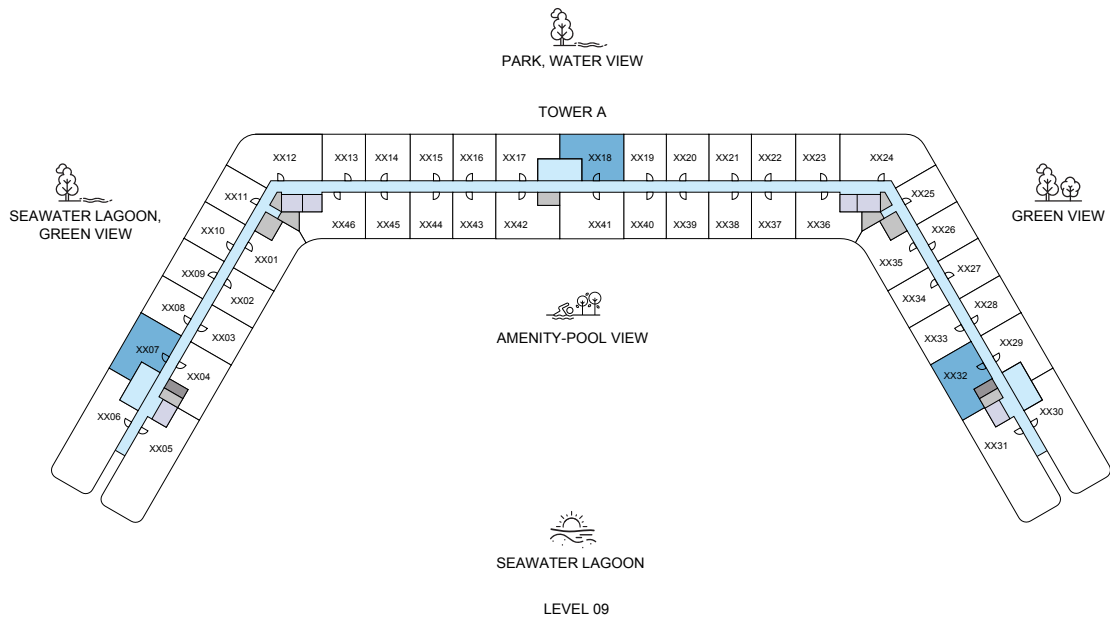 PARK, WATER VIEW
TOWER A
SEAWATER LAGOON,
GREEN VIEW
GREEN VIEW
XX12
XX13
XX14
XX15
XX16
XX17
XX18
XX19
XX20
XX21
XX22
XX23
XX24
XX11
XX25
XX10
XX46
XX45
XX44
XX43
XX42
XX41
XX40
XX39
XX38
XX37
XX36
XX26
XX01
XX35
XX09
XX27
XX02
XX34
XX08
XX28
XX03
XX33
XX07
XX29
XX04
XX32
XX06
XX30
XX05
XX31
AMENITY-POOL VIEW
SEAWATER LAGOON
LEVEL 09